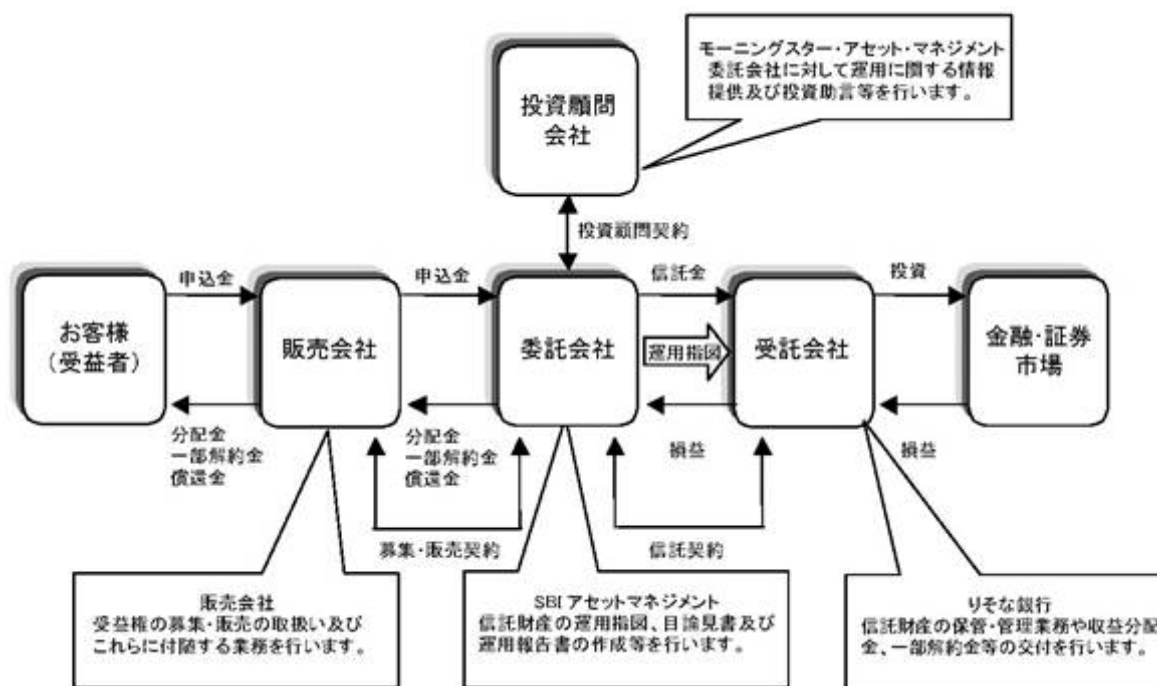 モーニングスター・アセット・マネジメント
委託会社に対して運用に関する情報
提供及び投資助言等を行います。
投資顧問
会社
投資顧問契約
申込金
申込金
信託金
投資
お客様
（受益者）
販売会社
委託会社
運用指図
受託会社
金融・証券
市場
分配金
一部解約金
償還金
分配金
一部解約金
償還金
損益
損益
募集・販売契約
信託契約
販売会社
受益権の募集・販売の取扱い及び
これらに付随する業務を行います。
SBI アセットマネジメント
信託財産の運用指図、目論見書及び
運用報告書の作成等を行います。
りそな銀行
信託財産の保管・管理業務や収益分配
金、一部解約金等の交付を行います。